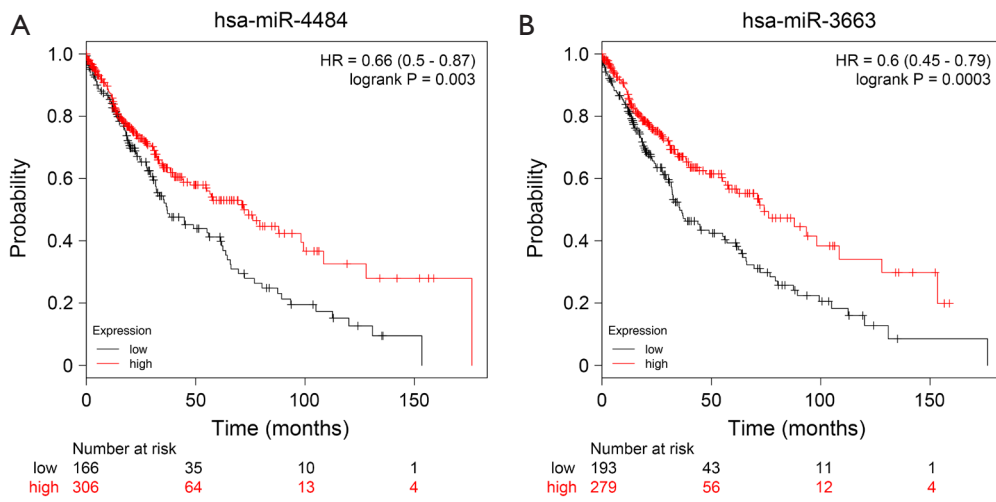 A
hsa-miR-4484
HR = 0.66 (0.5 - 0.87)
logrank P = 0.003
Probability
1.0
0.8
0.6
0.4
0.2
0
Expression
low
high
0 50 100 150
Time (months)
Number at risk
low 166 35 10 1
high 306 64 13 4
B
hsa-miR-3663
HR = 0.6 (0.45 - 0.79)
logrank P = 0.0003
Probability
1.0
0.8
0.6
0.4
0.2
0
Expression
low
high
0 50 100 150
Time (months)
Number at risk
low 193 43 11 1
high 279 56 12 4